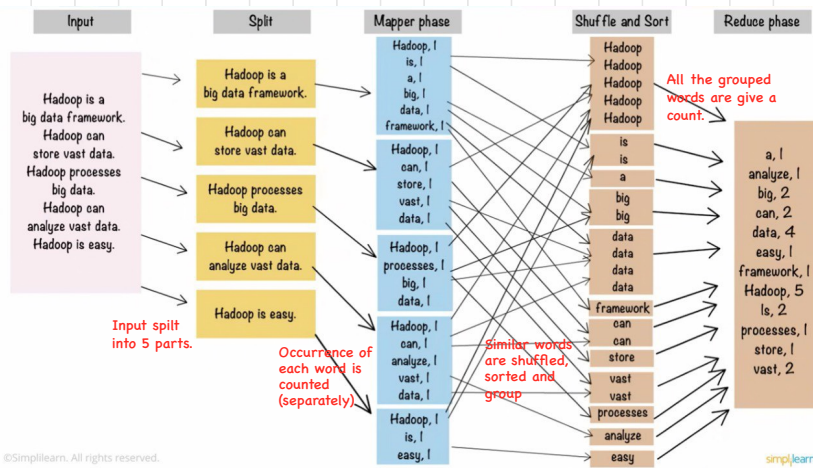 Input
Split
Mapper phase
Shuffle and Sort
Reduce phase
Hadoop is a
big data framework.
Hadoop can
store vast data.
Hadoop processes
big data.
Hadoop can
analyze vast data.
Hadoop is easy.
Input spilt
into 5 parts.
Hadoop is a
big data framework.
Hadoop can
store vast data.
Hadoop processes
big data.
Hadoop can
analyze vast data.
Hadoop is easy.
Occurrence of
each word is
counted
(separately)
Hadoop, 1
is, 1
a, 1
big, 1
data, 1
framework, 1
Hadoop, 1
can, 1
store, 1
vast, 1
data, 1
Hadoop, 1
processes, 1
big, 1
data, 1
Hadoop, 1
can, 1
analyze, 1
vast, 1
data, 1
Hadoop, 1
is, 1
easy, 1
Similar words
are shuffled,
sorted and
group
Hadoop
Hadoop
Hadoop
Hadoop
Hadoop
is
is
a
big
big
data
data
data
data
framework
can
can
store
vast
vast
processes
analyze
easy
All the grouped
words are give a
count.
a, 1
analyze, 1
big, 2
can, 2
data, 4
easy, 1
framework, 1
Hadoop, 5
Is, 2
processes, 1
store, 1
vast, 2
©Simplilearn. All rights reserved.
simplilearn